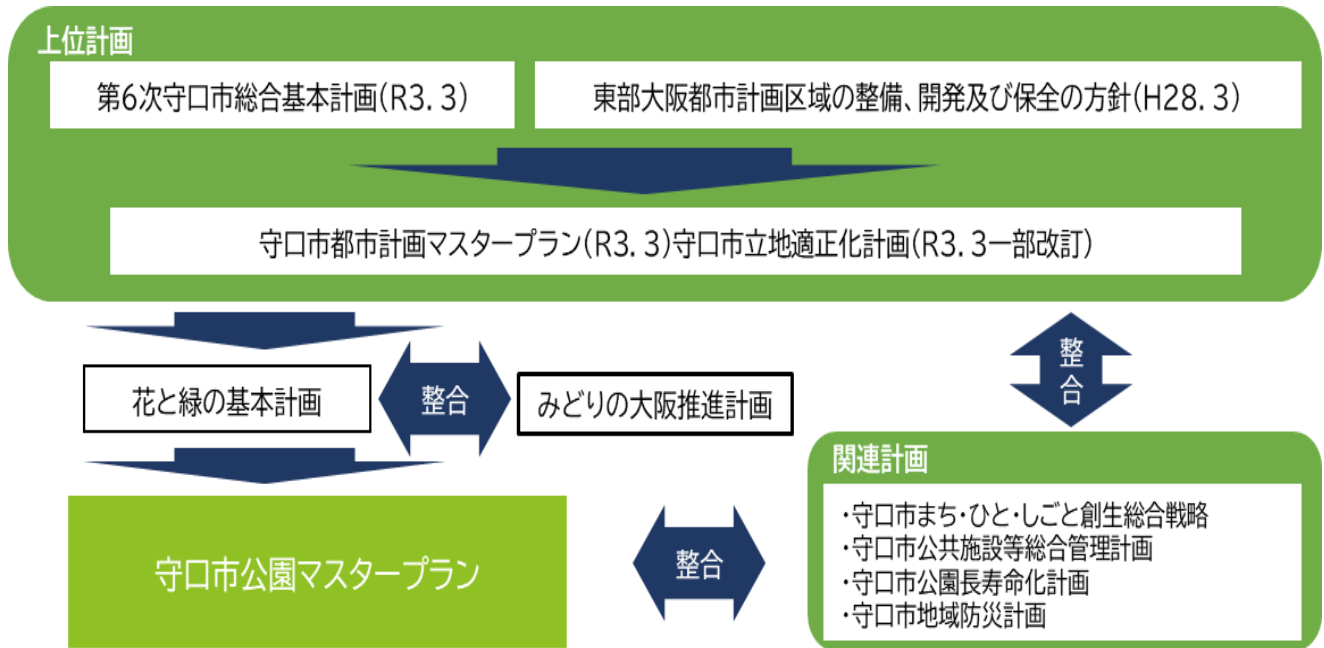 上位計画
第6次守口市総合基本計画(R3.3)
東部大阪都市計画区域の整備、開発及び保全の方針(H28.3)
守口市都市計画マスタープラン(R3.3)守口市立地適正化計画(R3.3一部改訂)
花と緑の基本計画
整合
みどりの大阪推進計画
整合
守口市公園マスタープラン
整合
関連計画
・守口市まち・ひと・しごと創生総合戦略
・守口市公共施設等総合管理計画
・守口市公園長寿命化計画
・守口市地域防災計画